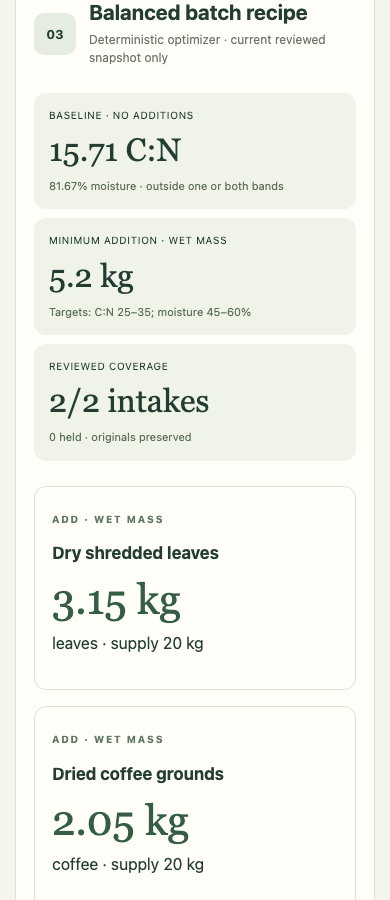 03
Balanced batch recipe
Deterministic optimizer · current reviewed
snapshot only
BASELINE · NO ADDITIONS
15.71 C:N
81.67% moisture · outside one or both bands
MINIMUM ADDITION · WET MASS
5.2 kg
Targets: C:N 25–35; moisture 45–60%
REVIEWED COVERAGE
2/2 intakes
0 held · originals preserved
ADD · WET MASS
Dry shredded leaves
3.15 kg
leaves · supply 20 kg
ADD · WET MASS
Dried coffee grounds
2.05 kg
coffee · supply 20 kg